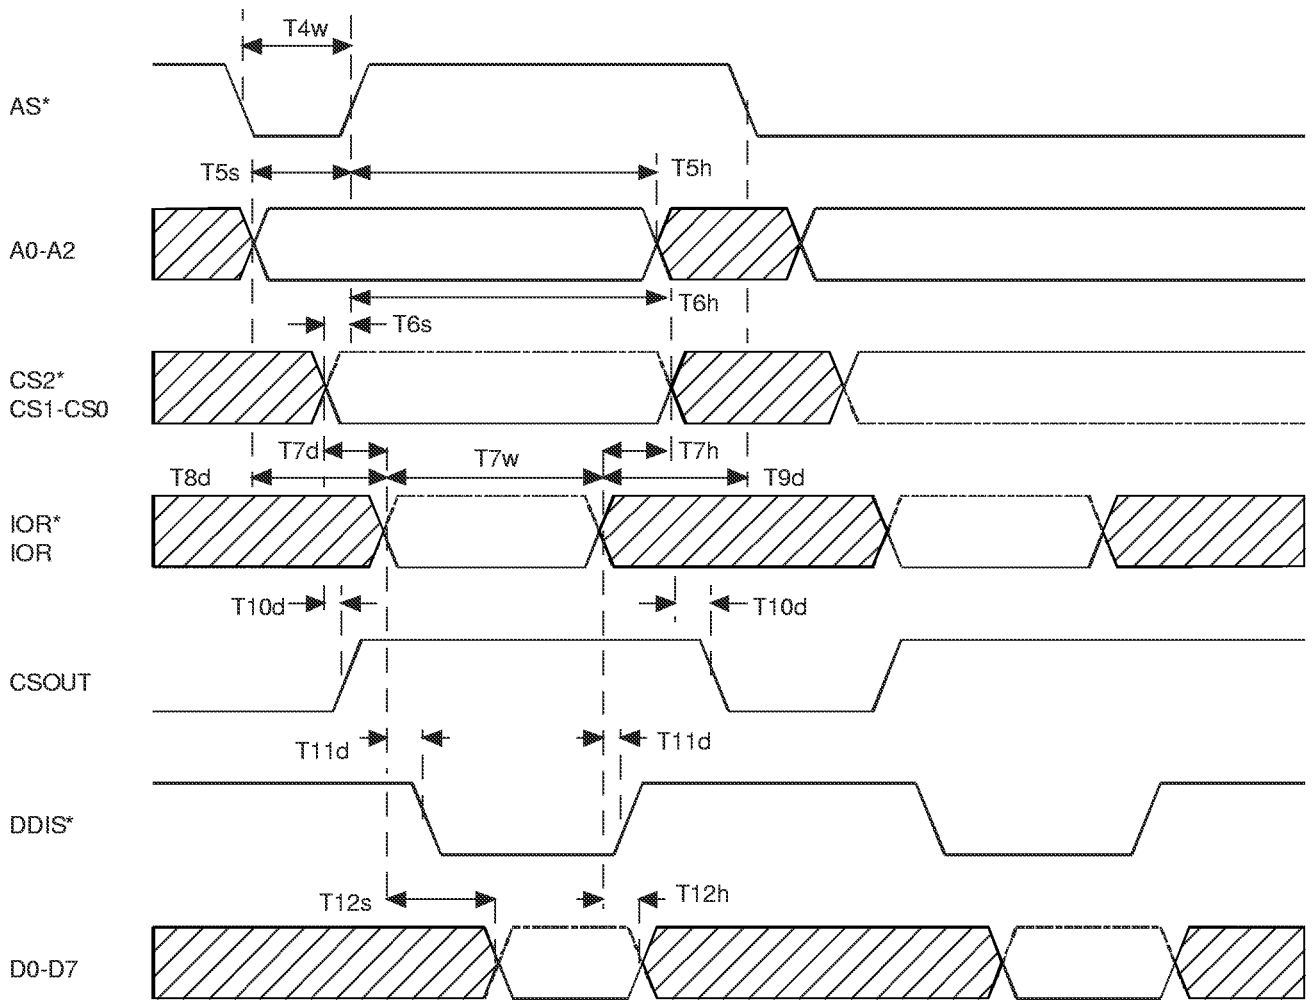 T4w
AS*
T5s
T5h
A0-A2
T6h
T6s
CS2*
CS1-CS0
T7d
T7w
T7h
T8d
T9d
IOR*
IOR
T10d
T10d
CSOUT
T11d
T11d
DDIS*
T12s
T12h
D0-D7